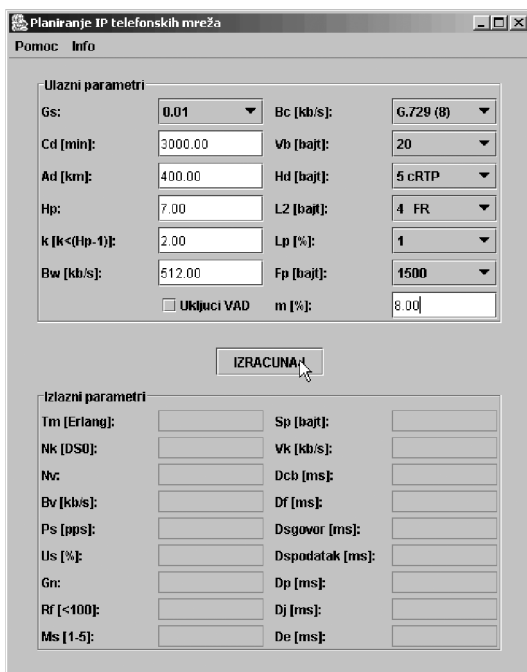 Planiranje IP telefonskih mreža
Pomoc Info
Ulazni parametri
Gs: 0.01 Bc [kb/s]: G.729 (8)
Cd [min]: 3000.00 Vb [bajt]: 20
Ad [km]: 400.00 Hd [bajt]: 5 cRTP
Hp: 7.00 L2 [bajt]: 4 FR
k [k<(Hp-1)]: 2.00 Lp [%]: 1
Bw [kb/s]: 512.00 Fp [bajt]: 1500
Ukljuci VAD m [%]: 8.00
IZRACUNAJ
Izlazni parametri
Tm [Erlang]: Sp [bajt]:
Nk [DS0]: Vk [kb/s]:
Nv: Dcb [ms]:
Bv [kb/s]: Df [ms]:
Ps [pps]: Dsgovor [ms]:
Us [%]: Dspodatak [ms]:
Gn: Dp [ms]:
Rf [<100]: Dj [ms]:
Ms [1-5]: De [ms]: